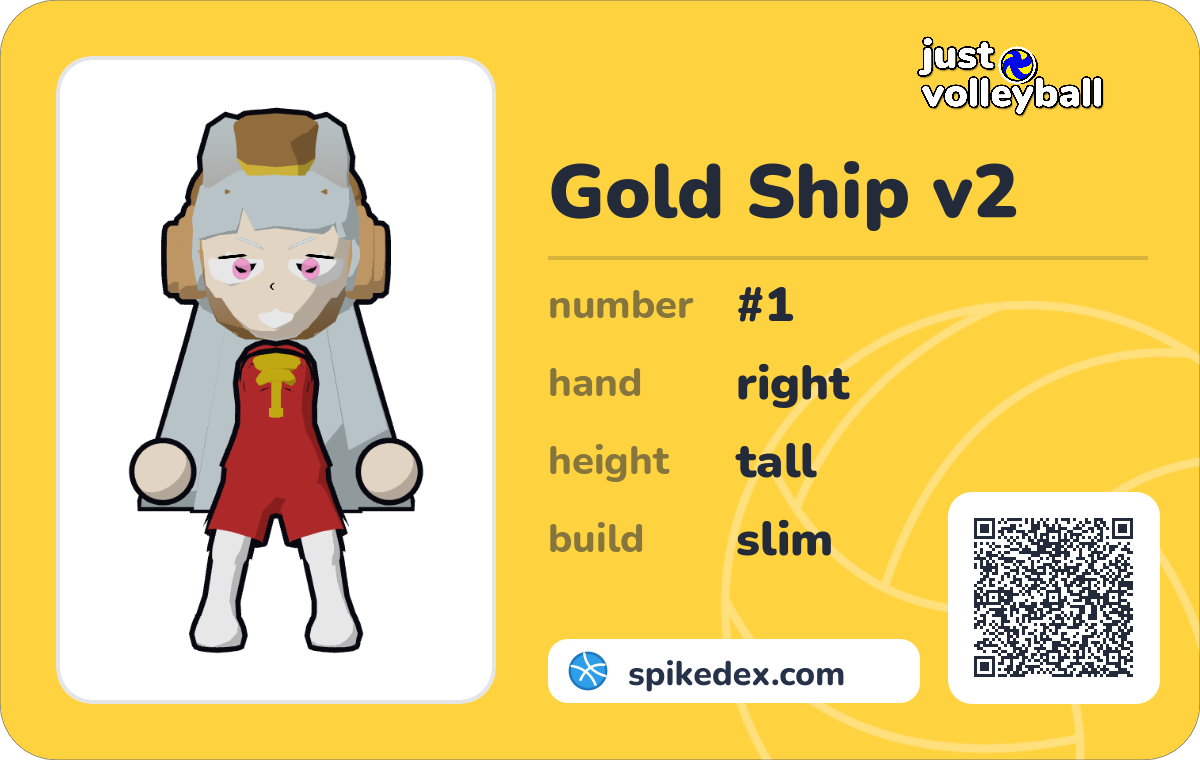 just
volleyball
Gold Ship v2
number #1
hand right
height tall
build slim
spikedex.com